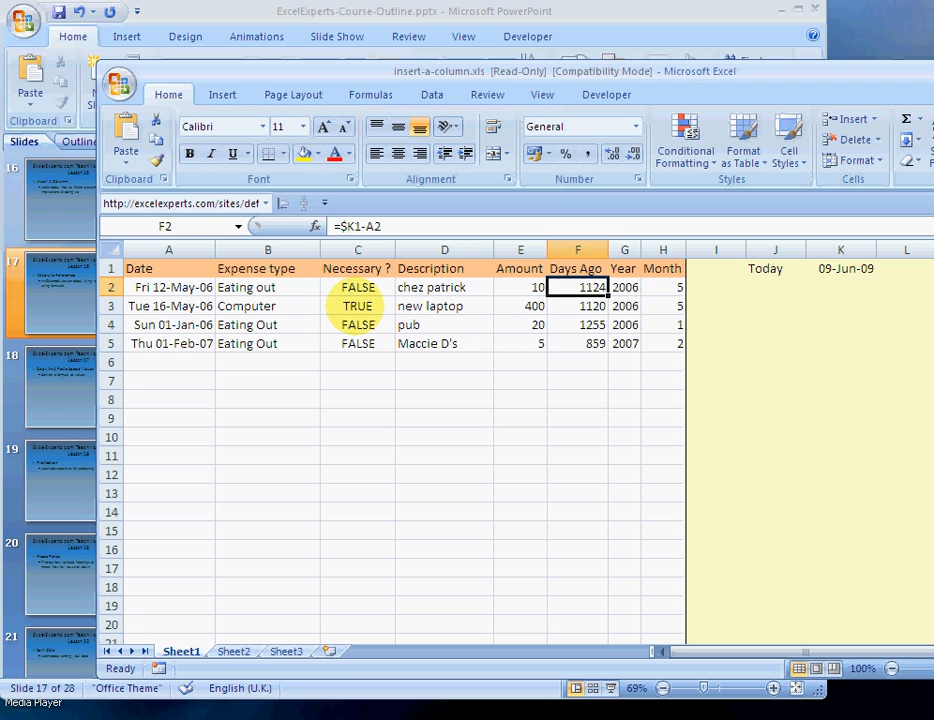 ExcelExperts-Course-Outline.pptx - Microsoft PowerPoint
Home Insert Design Animations Slide Show Review View Developer
Paste
Clipboard
Slides Outline
16
17
18
19
20
21
insert-a-column.xls [Read-Only] [Compatibility Mode] - Microsoft Excel
Home Insert Page Layout Formulas Data Review View Developer
Paste
Calibri 11
General
B I U
Conditional Formatting
Format as Table
Cell Styles
Insert
Delete
Format
Clipboard Font Alignment Number Styles Cells
http://excelexperts.com/sites/def
F2 fx =$K1-A2
A B C D E F G H I J K L
1 Date Expense type Necessary ? Description Amount Days Ago Year Month Today 09-Jun-09
2 Fri 12-May-06 Eating out FALSE chez patrick 10 1124 2006 5
3 Tue 16-May-06 Computer TRUE new laptop 400 1120 2006 5
4 Sun 01-Jan-06 Eating Out FALSE pub 20 1255 2006 1
5 Thu 01-Feb-07 Eating Out FALSE Maccie D's 5 859 2007 2
6
7
8
9
10
11
12
13
14
15
16
17
18
19
20
21
Sheet1 Sheet2 Sheet3
Ready 100%
Slide 17 of 28 "Office Theme" English (U.K.) 69%
Media Player